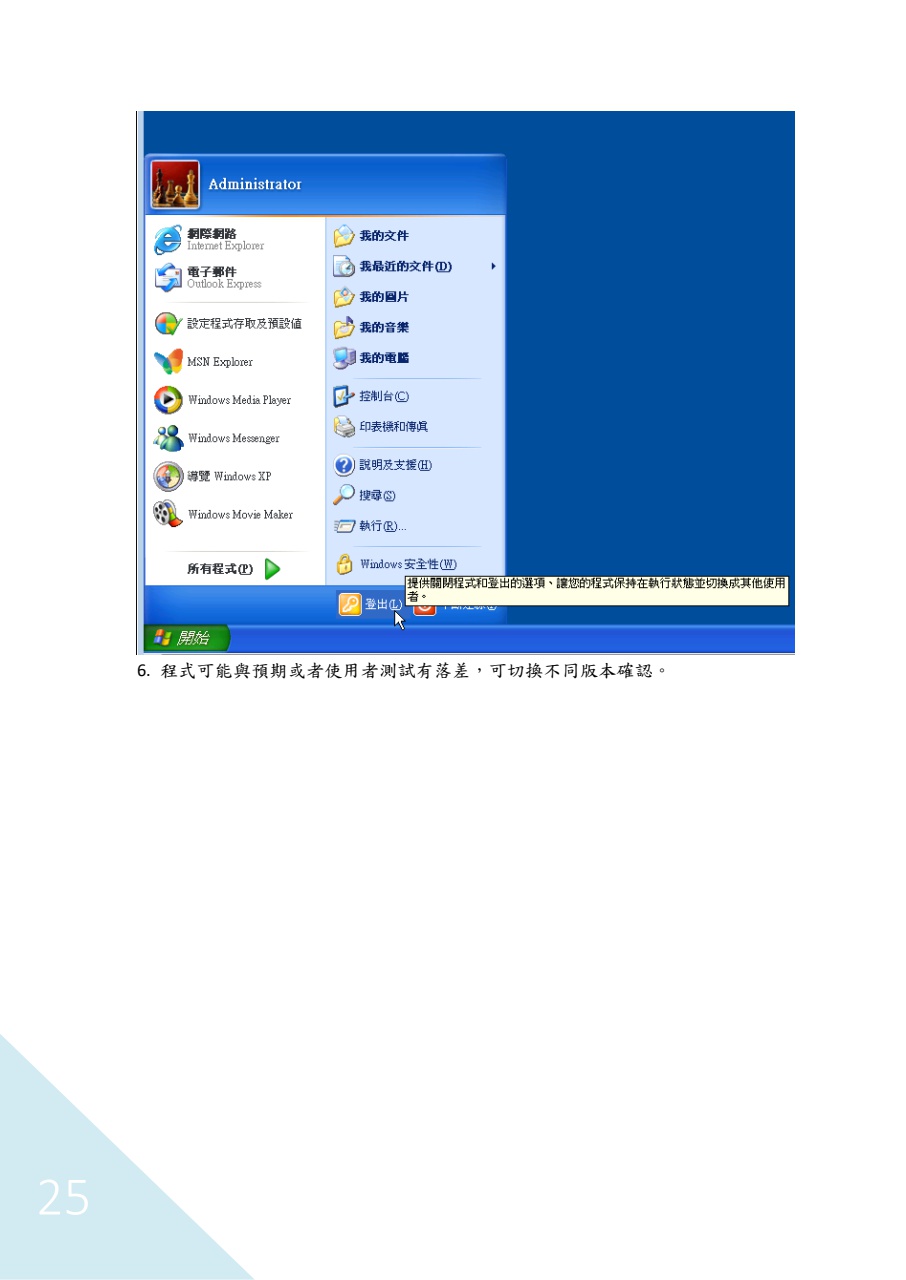 Administrator
網際網路
Internet Explorer
電子郵件
Outlook Express
設定程式存取及預設值
MSN Explorer
Windows Media Player
Windows Messenger
導覽 Windows XP
Windows Movie Maker
所有程式(P)
我的文件
我最近的文件(D)
我的圖片
我的音樂
我的電腦
控制台(C)
印表機和傳真
說明及支援(H)
搜尋(S)
執行(R)...
Windows 安全性(W)
提供關閉程式和登出的選項、讓您的程式保持在執行狀態並切換成其他使用
者。
登出(L)
開始
6. 程式可能與預期或者使用者測試有落差，可切換不同版本確認。
25